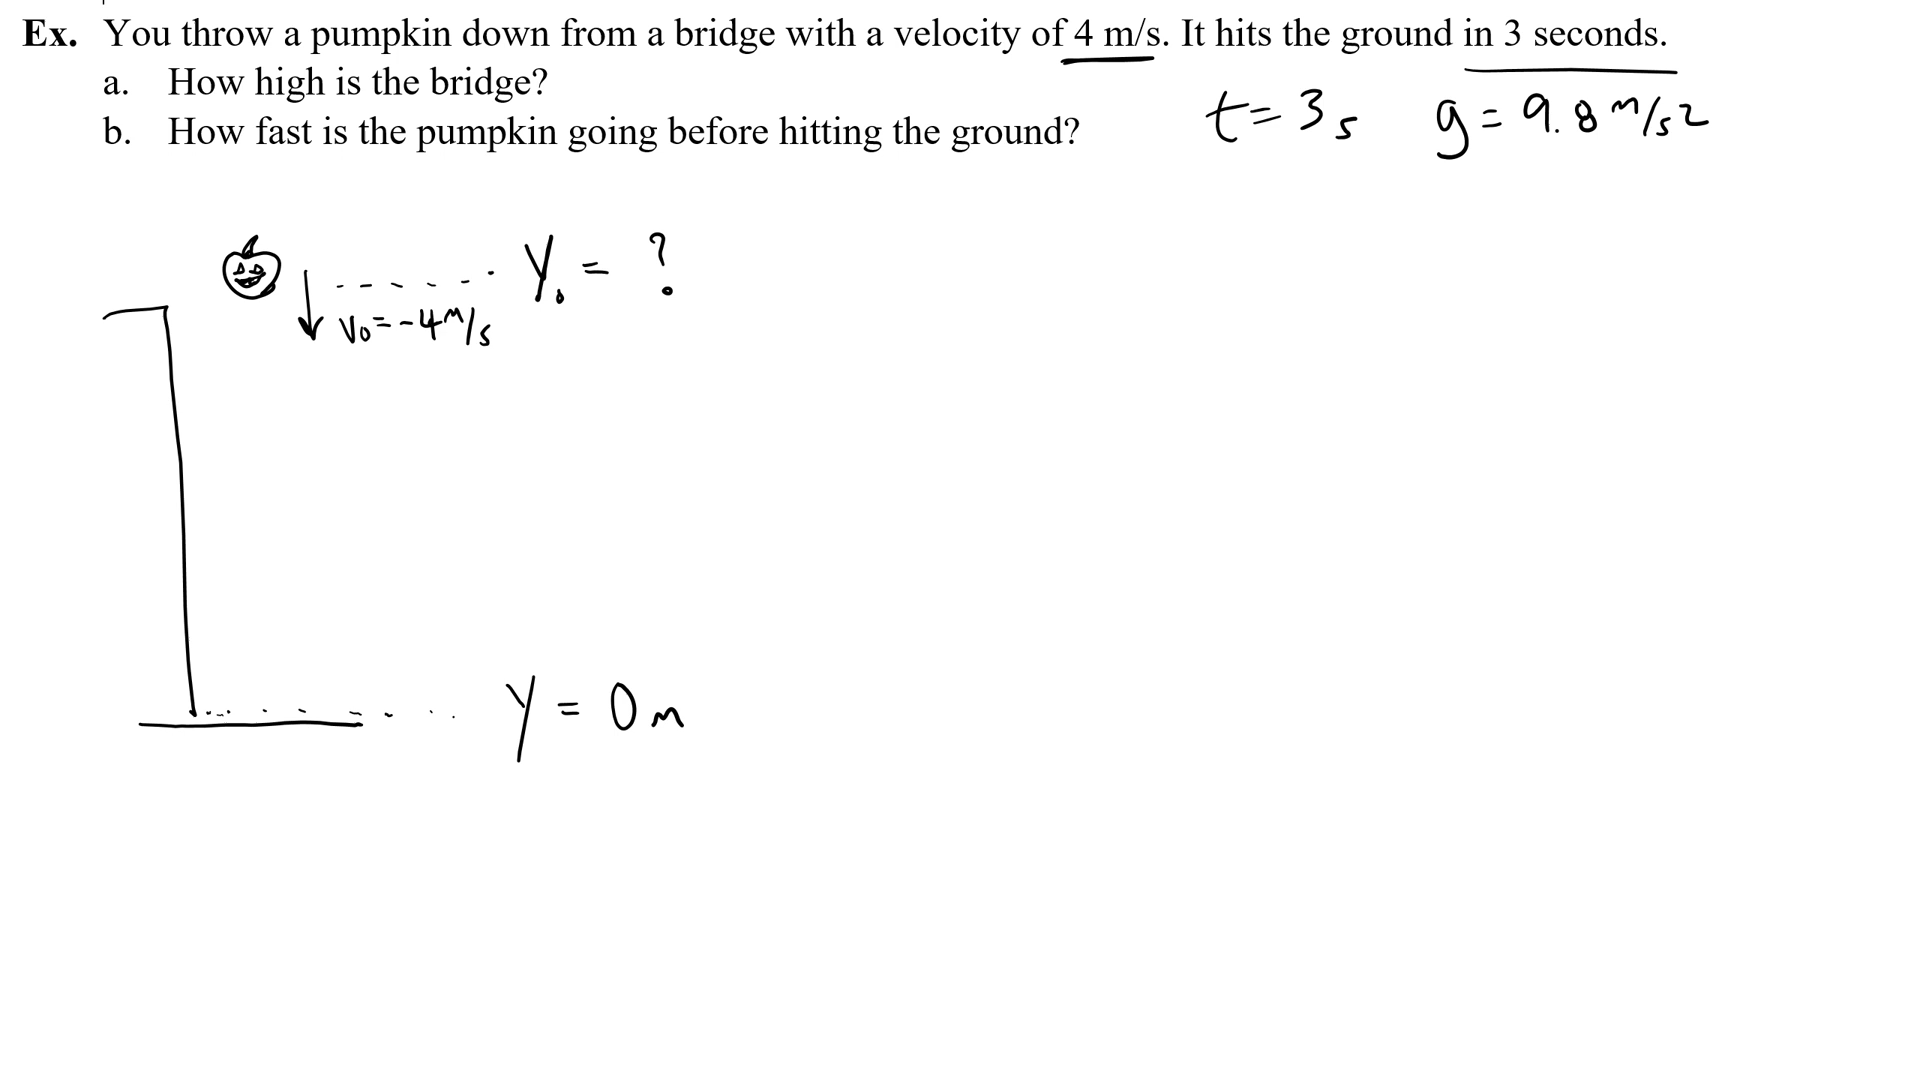 Ex. You throw a pumpkin down from a bridge with a velocity of 4 m/s. It hits the ground in 3 seconds.
a. How high is the bridge?
b. How fast is the pumpkin going before hitting the ground?
t = 3s g = 9.8 m/s²
y₀ = ?
v₀ = -4 m/s
y = 0 m